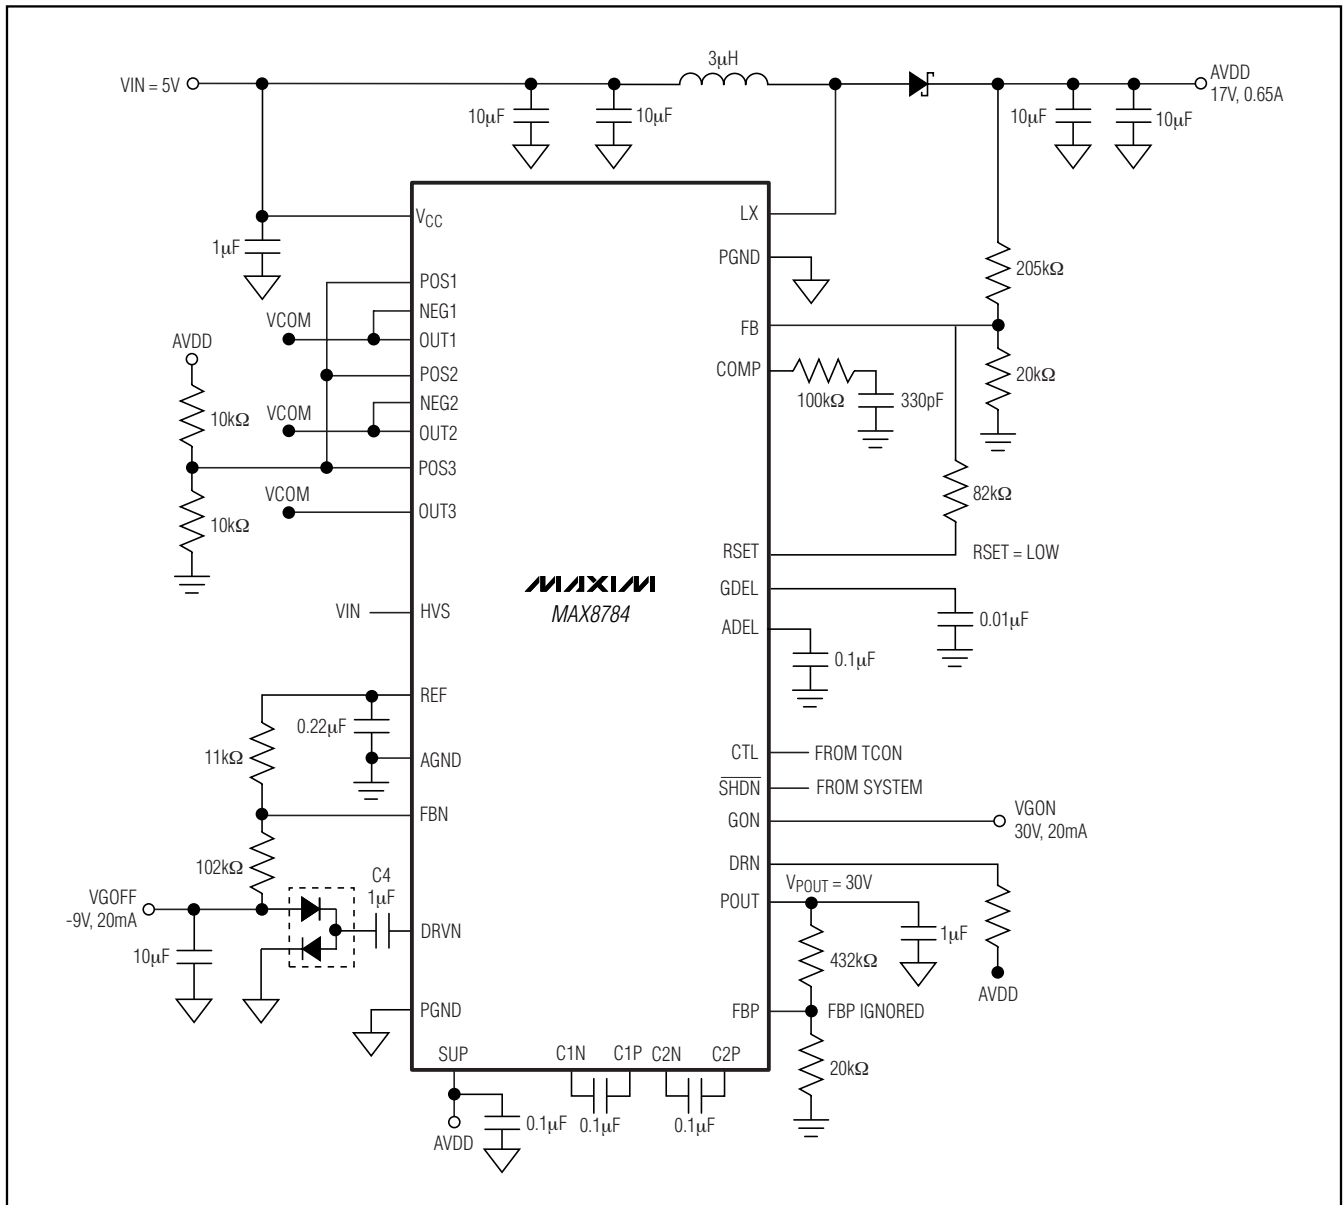 3µH
VIN = 5V
AVDD
17V, 0.65A
10µF
10µF
10µF
10µF
VCC
LX
1µF
PGND
205kΩ
POS1
NEG1
VCOM
OUT1
FB
AVDD
COMP
POS2
20kΩ
100kΩ
330pF
NEG2
VCOM
10kΩ
OUT2
POS3
VCOM
82kΩ
OUT3
10kΩ
RSET
RSET = LOW
MAXIM
GDEL
MAX8784
VIN
HVS
0.01µF
ADEL
0.1µF
REF
0.22µF
11kΩ
AGND
CTL
FROM TCON
SHDN
FROM SYSTEM
FBN
GON
VGON
30V, 20mA
102kΩ
DRN
C4
1µF
VPOUT = 30V
VGOFF
-9V, 20mA
POUT
DRVN
1µF
10µF
432kΩ
AVDD
PGND
FBP
FBP IGNORED
SUP
C1N
C1P
C2N
C2P
20kΩ
0.1µF
0.1µF
0.1µF
AVDD